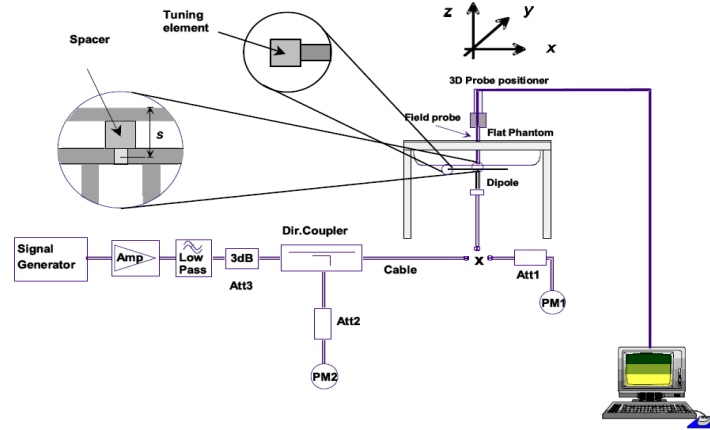 Tuning
element
Spacer
s
z
y
x
3D Probe positioner
Field probe
Flat Phantom
Dipole
Dir.Coupler
Signal
Generator
Amp
Low
Pass
3dB
Att3
Cable
x
Att1
PM1
Att2
PM2